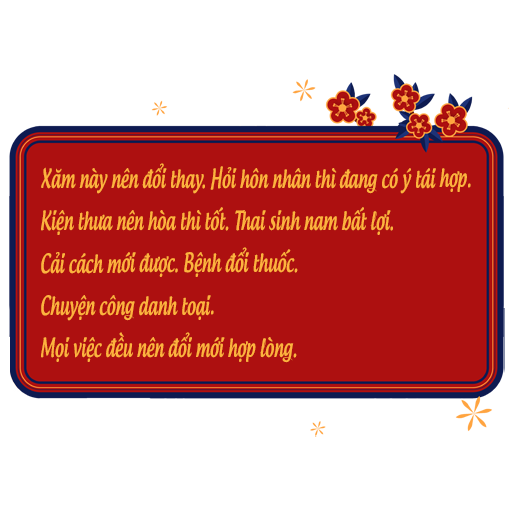 Xăm này nên đổi thay. Hỏi hôn nhân thì đang có ý tái hợp.
Kiện thưa nên hòa thì tốt. Thai sinh nam bất lợi.
Cải cách mới được. Bệnh đổi thuốc.
Chuyện công danh toại.
Mọi việc đều nên đổi mới hợp lòng.